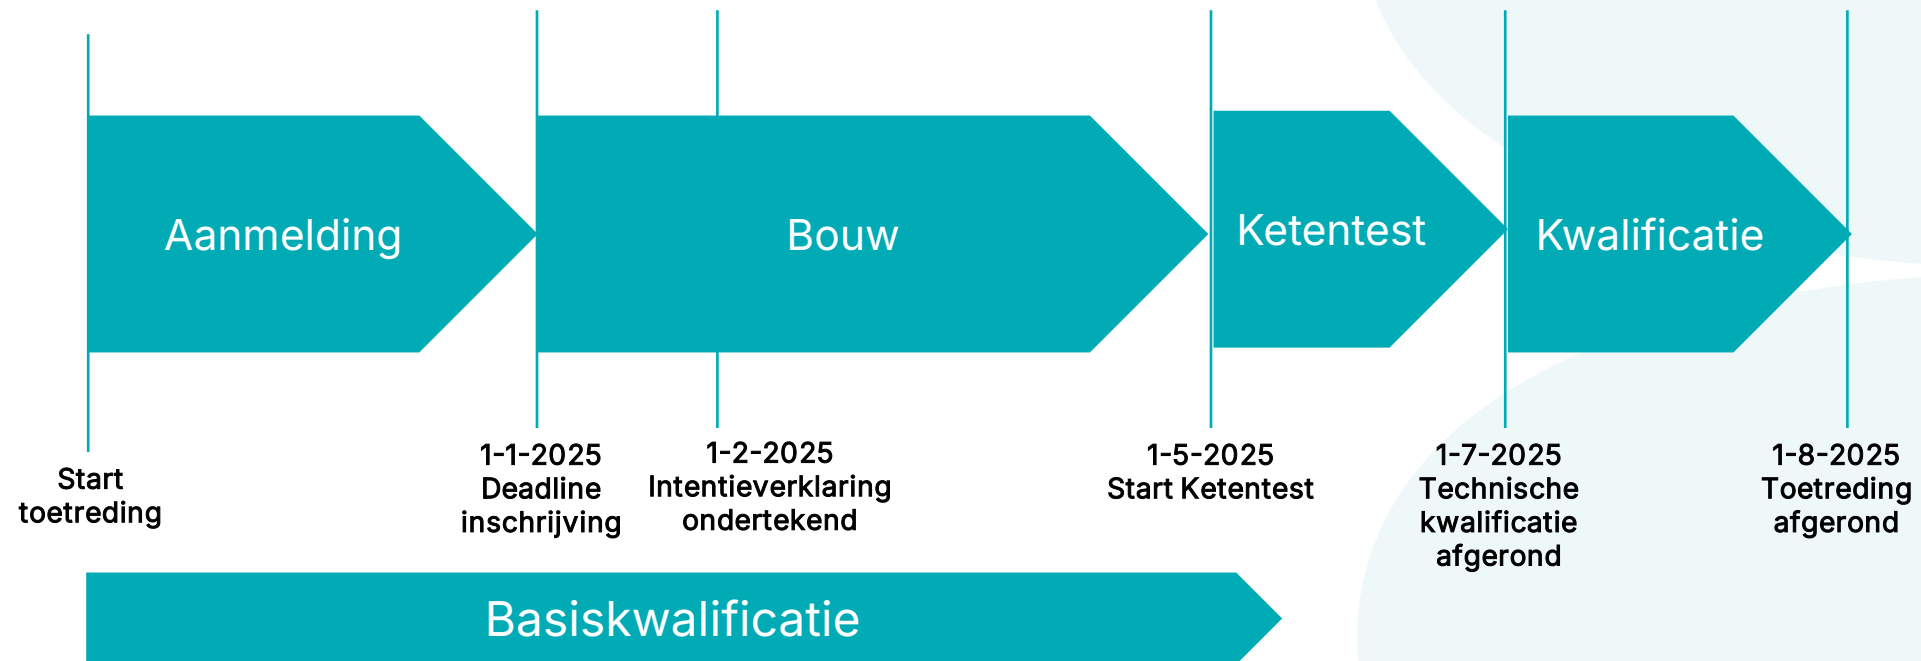 Aanmelding
Bouw
Ketentest
Kwalificatie
Start
toetreding
1-1-2025
Deadline
inschrijving
1-2-2025
Intentieverklaring
ondertekend
1-5-2025
Start Ketentest
1-7-2025
Technische
kwalificatie
afgerond
1-8-2025
Toetreding
afgerond
Basiskwalificatie